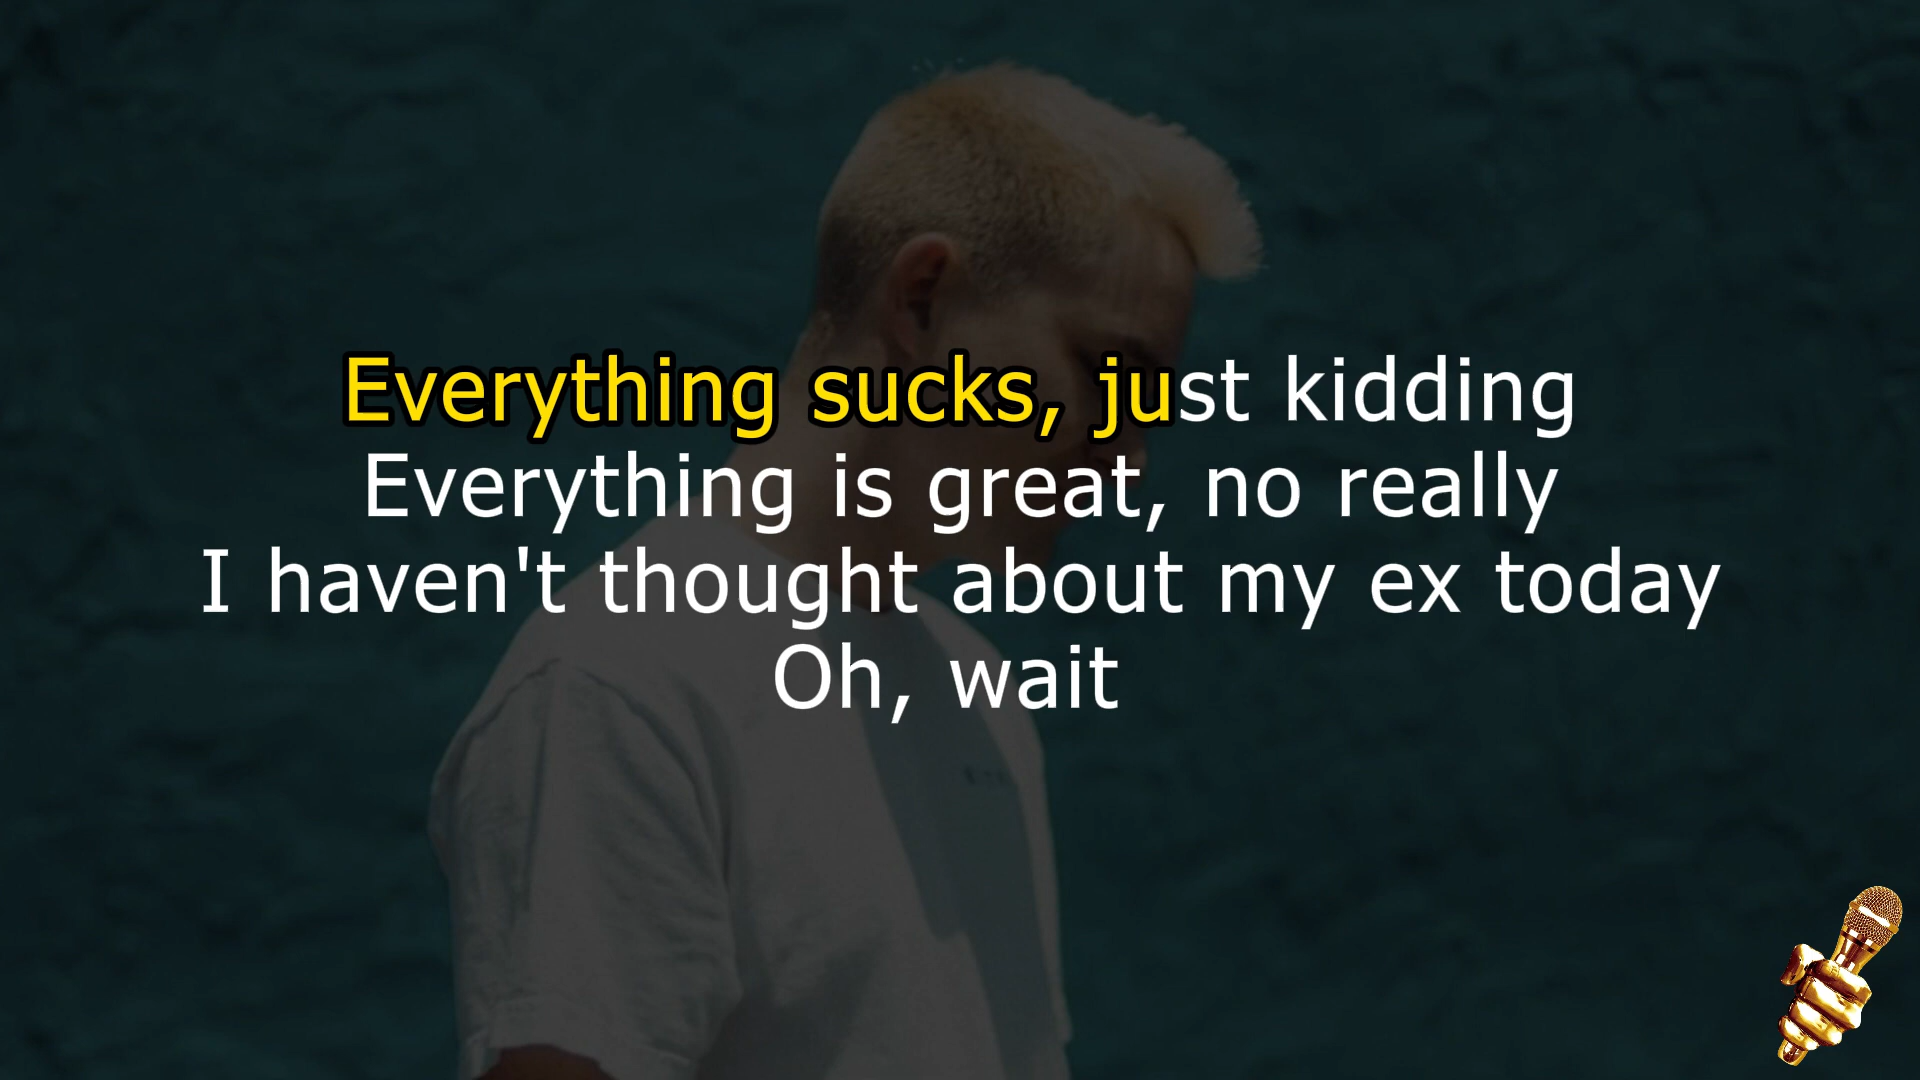 Everything sucks, just kidding
Everything is great, no really
I haven't thought about my ex today
Oh, wait